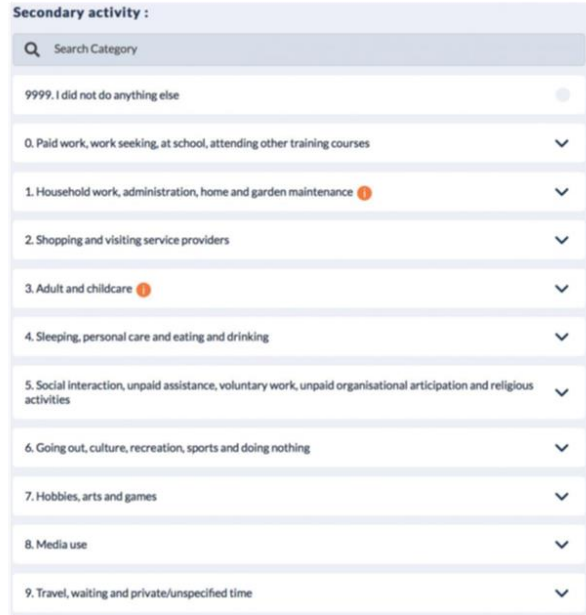 Secondary activity :
Search Category
9999. I did not do anything else
0. Paid work, work seeking, at school, attending other training courses
1. Household work, administration, home and garden maintenance
2. Shopping and visiting service providers
3. Adult and childcare
4. Sleeping, personal care and eating and drinking
5. Social interaction, unpaid assistance, voluntary work, unpaid organisational articipation and religious
activities
6. Going out, culture, recreation, sports and doing nothing
7. Hobbies, arts and games
8. Media use
9. Travel, waiting and private/unspecified time